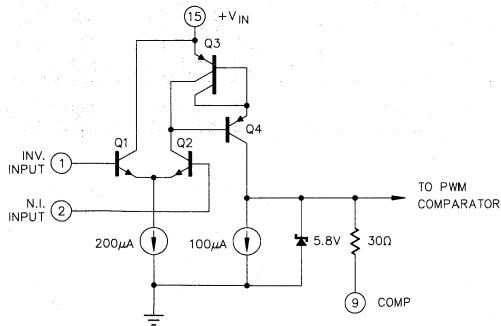 15 +VIN
Q3
Q4
Q1
Q2
INV.
INPUT
1
N.I.
INPUT
2
TO PWM
COMPARATOR
200µA
100µA
5.8V
30Ω
9 COMP